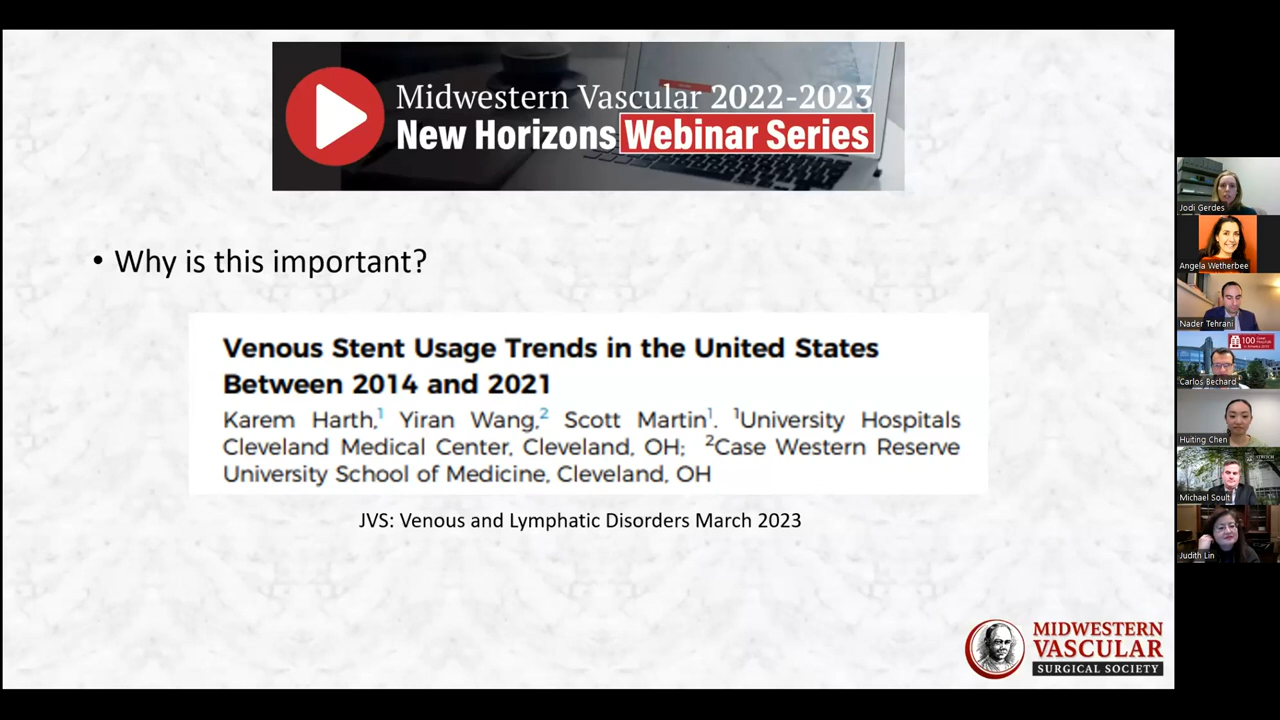 Midwestern Vascular 2022-2023
New Horizons Webinar Series
• Why is this important?
Venous Stent Usage Trends in the United States
Between 2014 and 2021
Karem Harth,¹ Yiran Wang,² Scott Martin¹. ¹University Hospitals
Cleveland Medical Center, Cleveland, OH; ²Case Western Reserve
University School of Medicine, Cleveland, OH
JVS: Venous and Lymphatic Disorders March 2023
MIDWESTERN
VASCULAR
SURGICAL SOCIETY
Jodi Gerdes
Angela Wetherbee
Nader Tehrani
100
Carlos Bechard
Huiting Chen
Michael Soult
Judith Lin